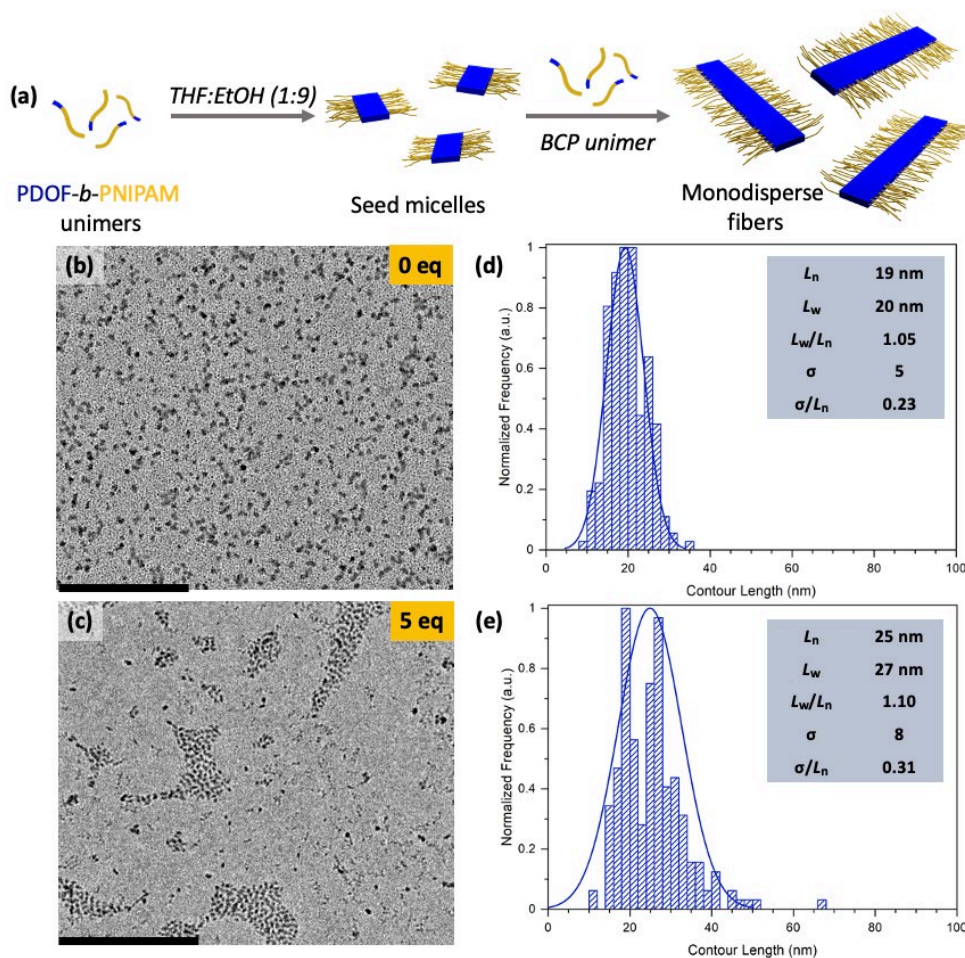 (a)
THF:EtOH (1:9)
BCP unimer
PDOF-b-PNIPAM
unimers
Seed micelles
Monodisperse
fibers
(b)
0 eq
(d)
Normalized Frequency (a.u.)
1
0.8
0.6
0.4
0.2
0
0
20
40
60
80
100
Contour Length (nm)
Ln 19 nm
Lw 20 nm
Lw/Ln 1.05
σ 5
σ/Ln 0.23
(c)
5 eq
(e)
Normalized Frequency (a.u.)
1
0.8
0.6
0.4
0.2
0
0
20
40
60
80
100
Contour Length (nm)
Ln 25 nm
Lw 27 nm
Lw/Ln 1.10
σ 8
σ/Ln 0.31